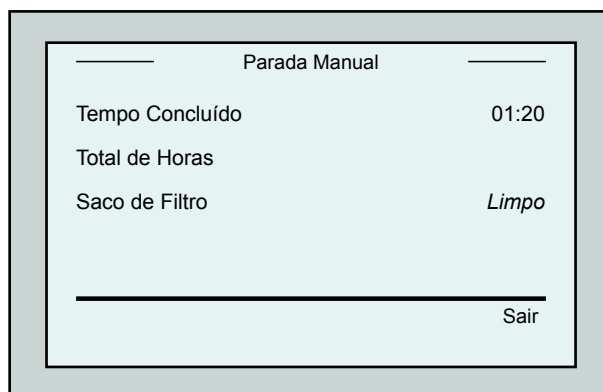 Parada Manual
Tempo Concluído 01:20
Total de Horas
Saco de Filtro Limpo
Sair